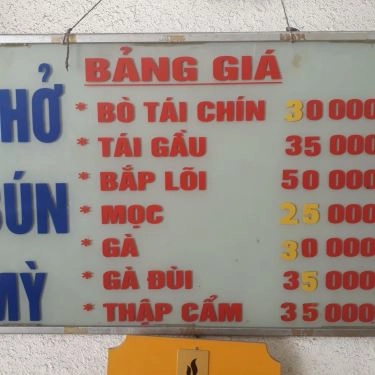 BẢNG GIÁ
* BÒ TÁI CHÍN 30 000
* TÁI GẦU 35 000
* BẮP LÕI 50 000
* MỌC 25 000
* GÀ 30 000
* GÀ ĐÙI 35 000
* THẬP CẨM 35 000
HỞ
BÚN
MỲ